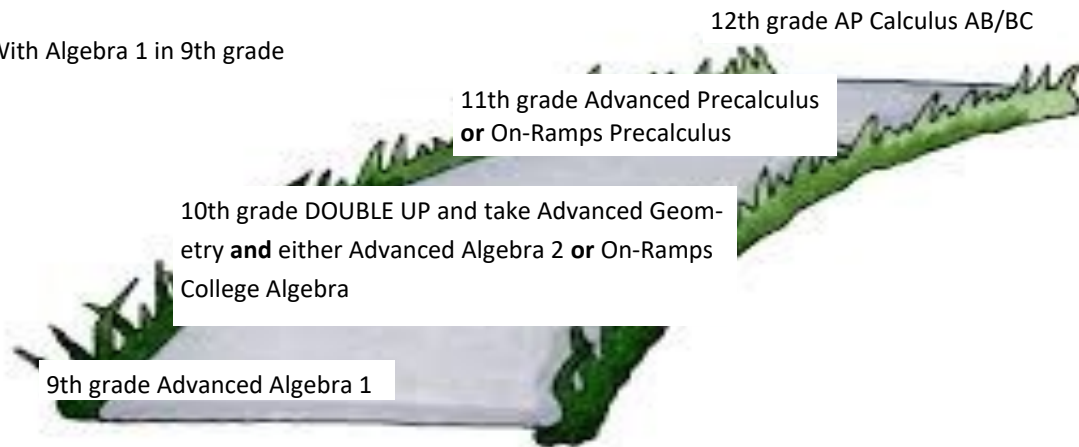 12th grade AP Calculus AB/BC
With Algebra 1 in 9th grade
11th grade Advanced Precalculus
or On-Ramps Precalculus
10th grade DOUBLE UP and take Advanced Geom-
etry and either Advanced Algebra 2 or On-Ramps
College Algebra
9th grade Advanced Algebra 1